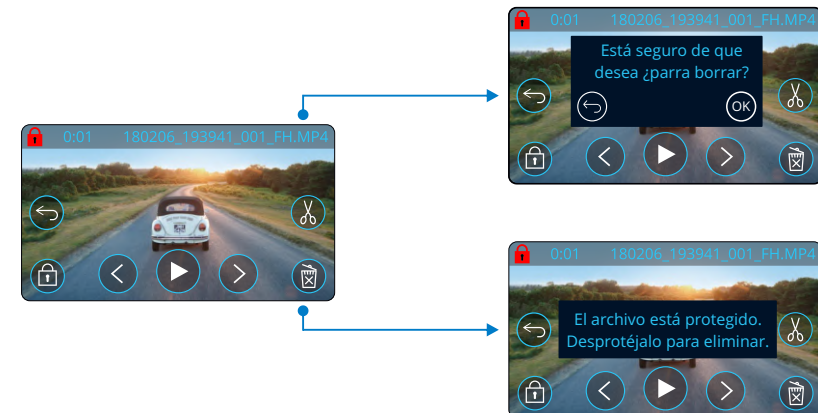 0:01 180206_193941_001_FH.MP4
Está seguro de que
desea ¿parra borrar?
OK
0:01 180206_193941_001_FH.MP4
0:01 180206_193941_001_FH.MP4
El archivo está protegido.
Desprotéjalo para eliminar.